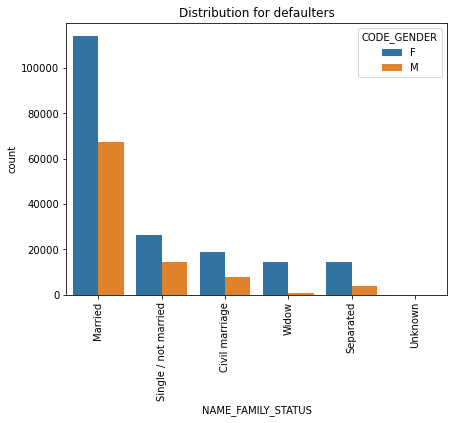 Distribution for defaulters
CODE_GENDER
F
M
count
100000
80000
60000
40000
20000
0
Married
Single / not married
Civil marriage
Widow
Separated
Unknown
NAME_FAMILY_STATUS